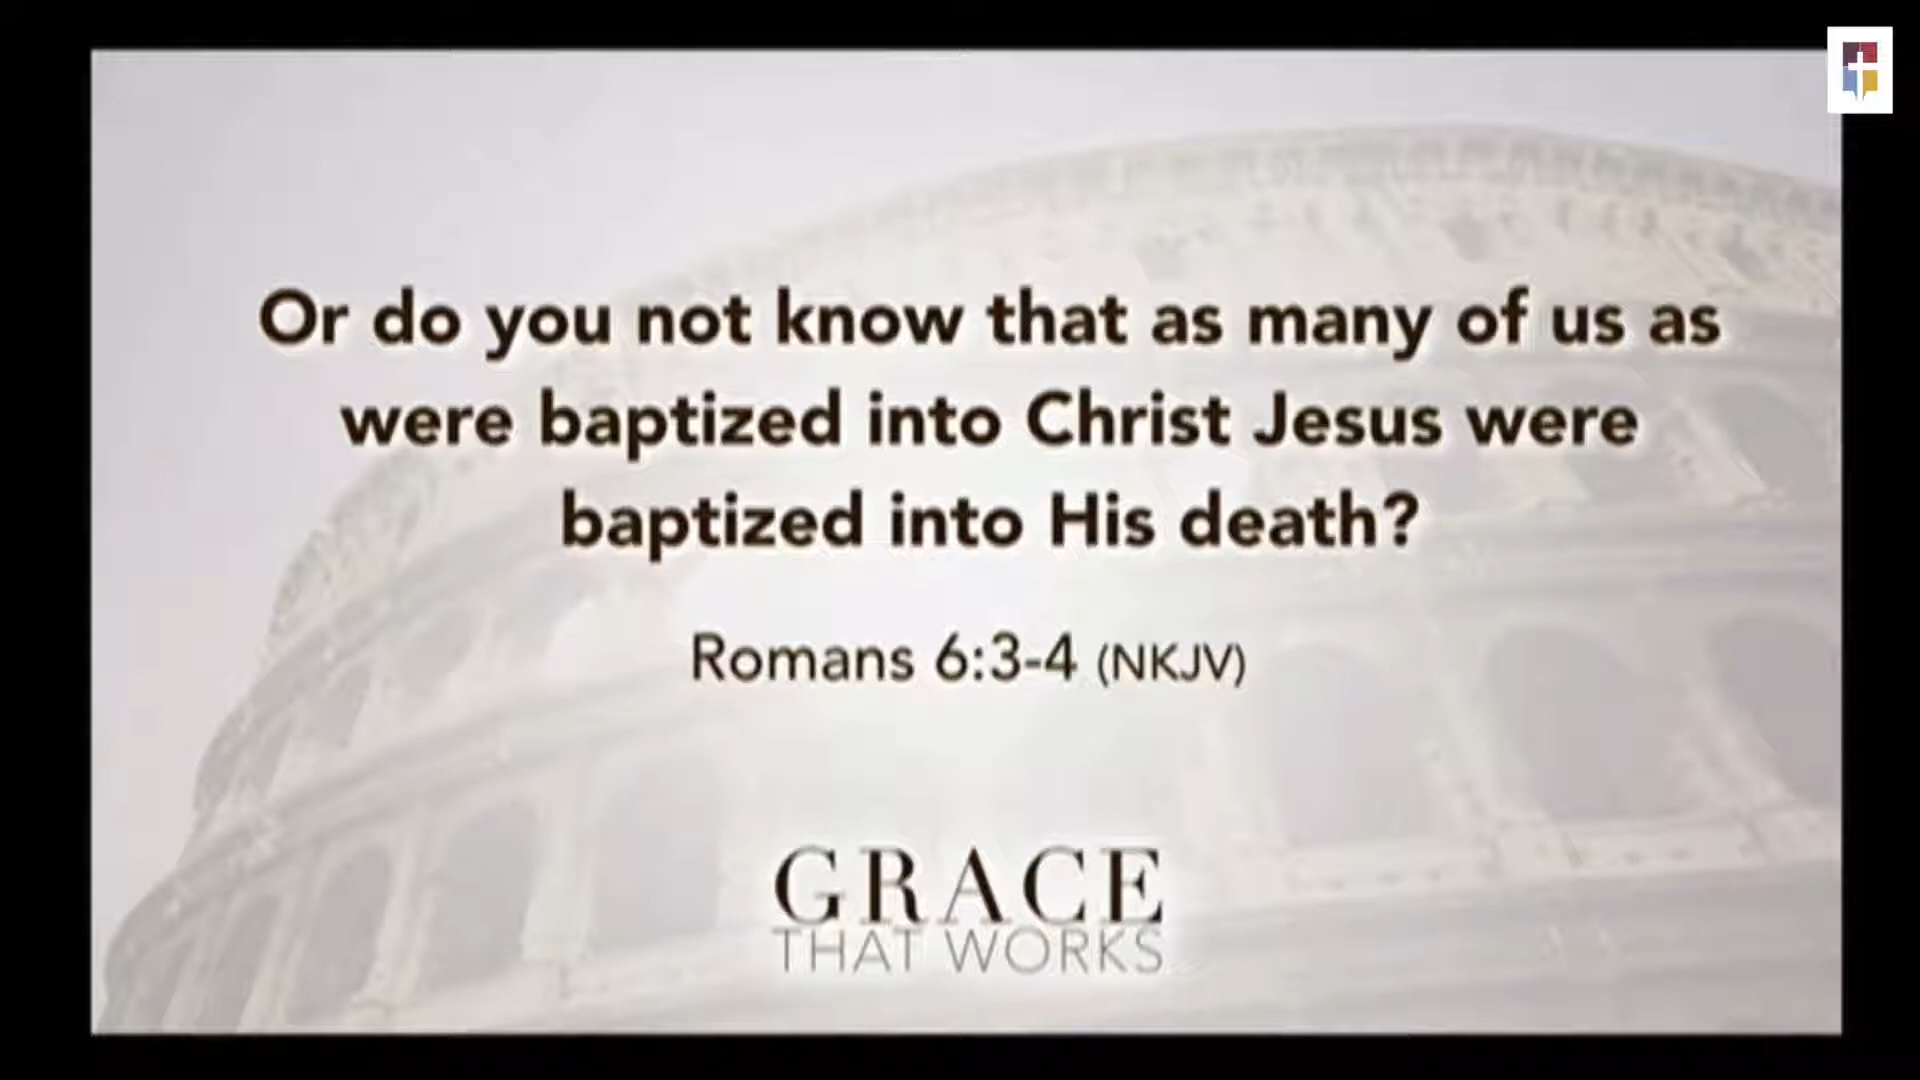 Or do you not know that as many of us as
were baptized into Christ Jesus were
baptized into His death?
Romans 6:3-4 (NKJV)
GRACE
THAT WORKS